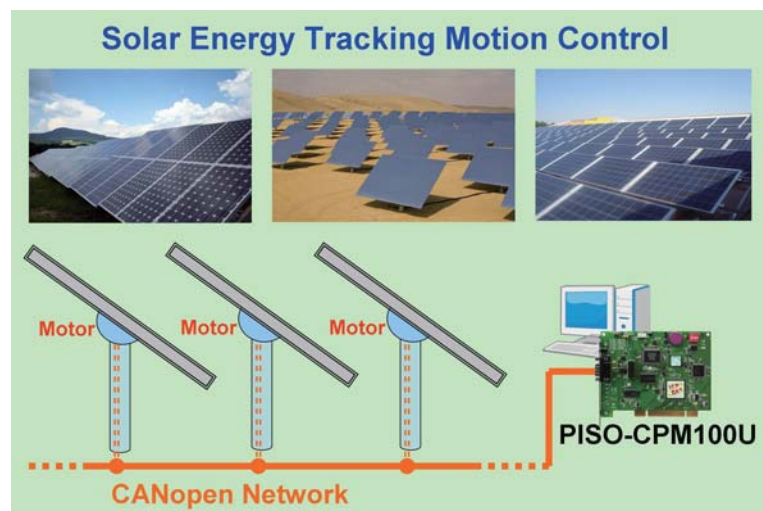 Solar Energy Tracking Motion Control
Motor
Motor
Motor
PISO-CPM100U
CANopen Network